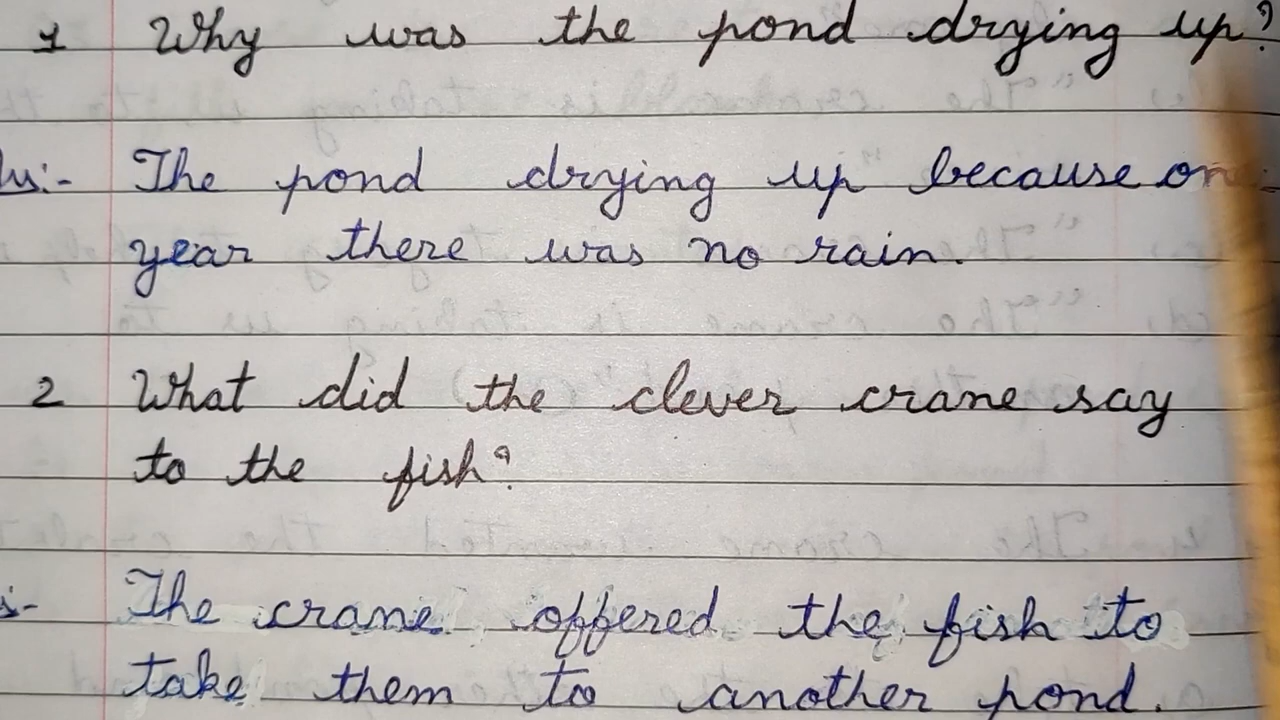 1 Why was the pond drying up?
Ans:- The pond drying up because one
year there was no rain.
2 What did the clever crane say
to the fish?
The crane offered the fish to
take them to another pond.